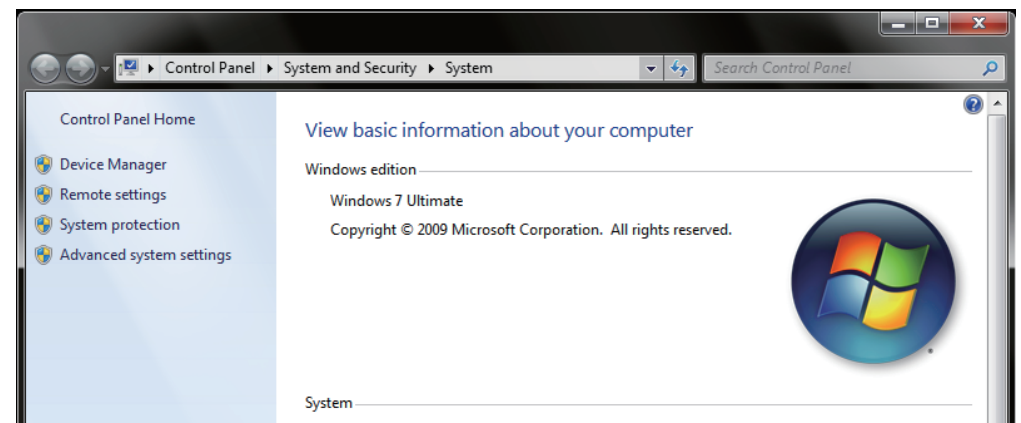 Control Panel ▸ System and Security ▸ System
Search Control Panel
Control Panel Home
Device Manager
Remote settings
System protection
Advanced system settings
View basic information about your computer
Windows edition
Windows 7 Ultimate
Copyright © 2009 Microsoft Corporation. All rights reserved.
System